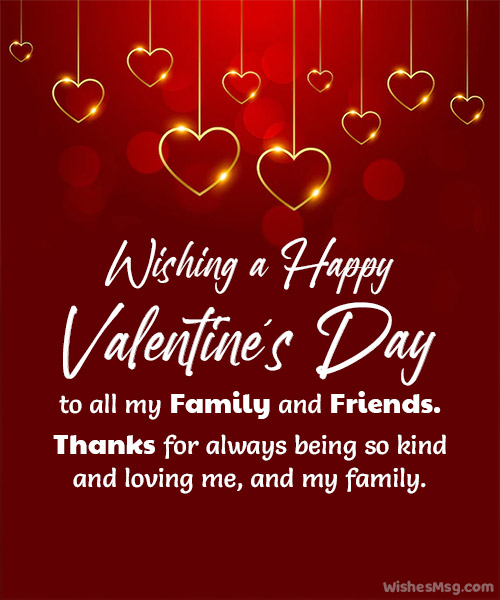 Wishing a Happy
Valentine's Day
to all my Family and Friends.
Thanks for always being so kind
and loving me, and my family.
WishesMsg.com